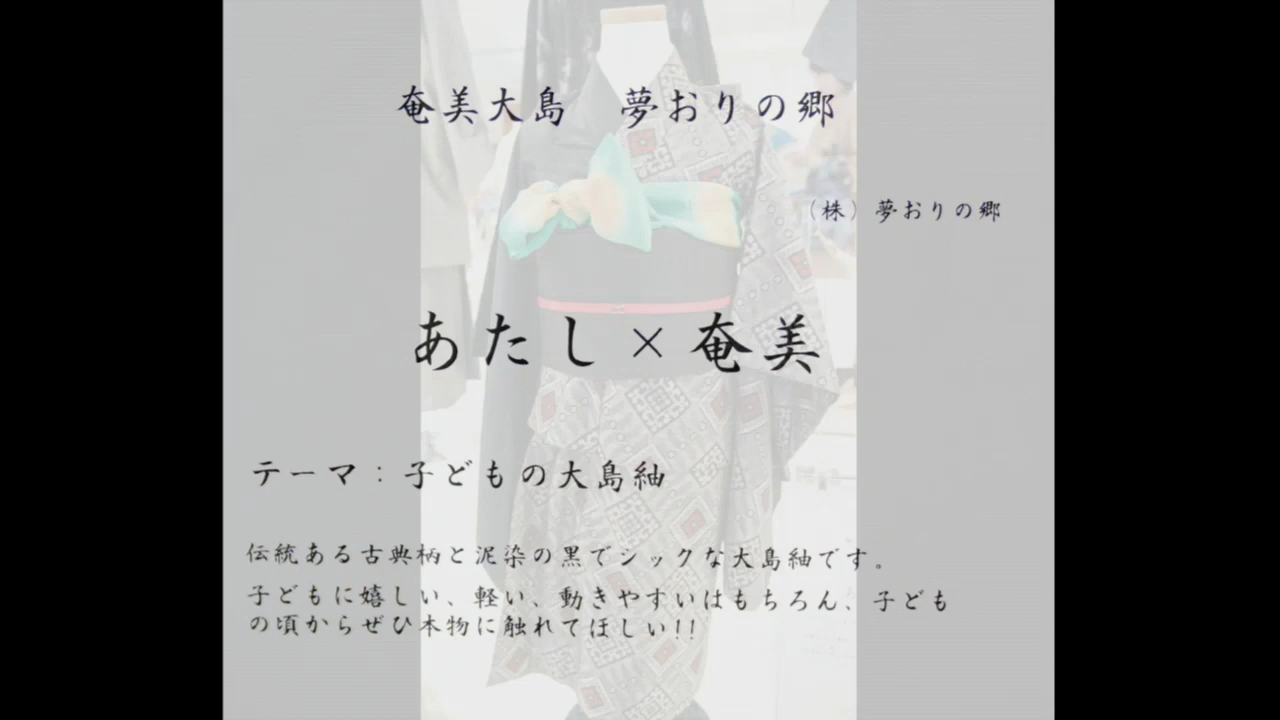 奄美大島　夢おりの郷
（株）夢おりの郷
あたし×奄美
テーマ：子どもの大島紬
伝統ある古典柄と泥染の黒でシックな大島紬です。
子どもに嬉しい、軽い、動きやすいはもちろん、子ども
の頃からぜひ本物に触れてほしい!!